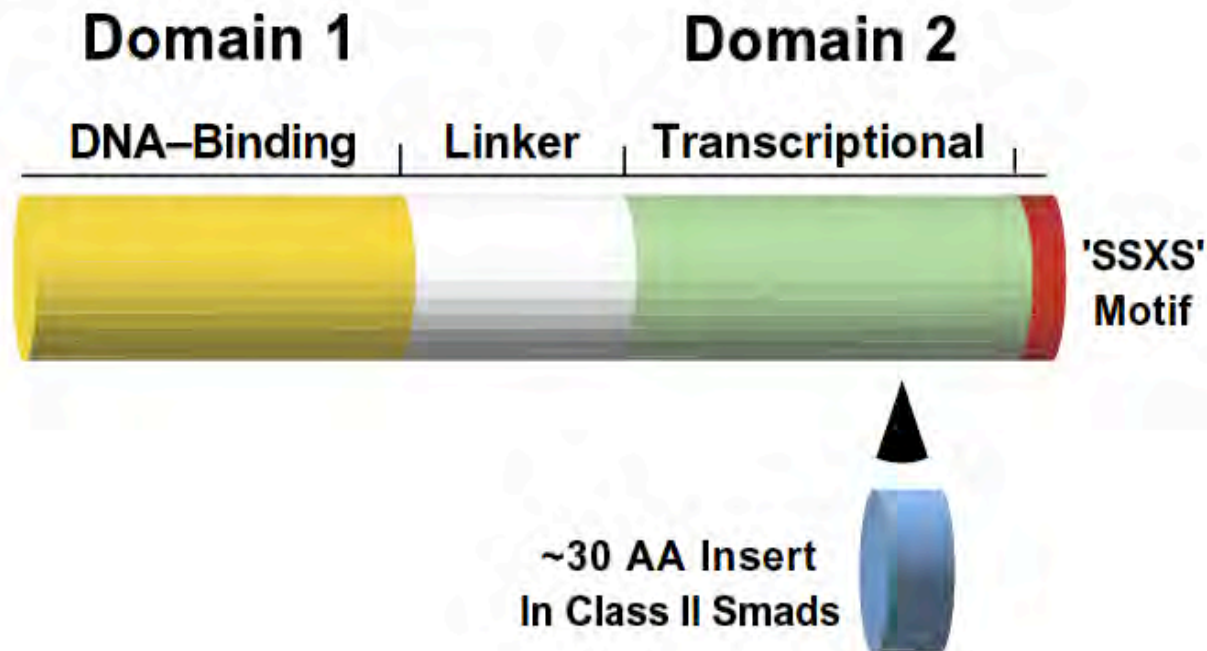 Domain 1
Domain 2
DNA–Binding
Linker
Transcriptional
'SSXS'
Motif
~30 AA Insert
In Class II Smads